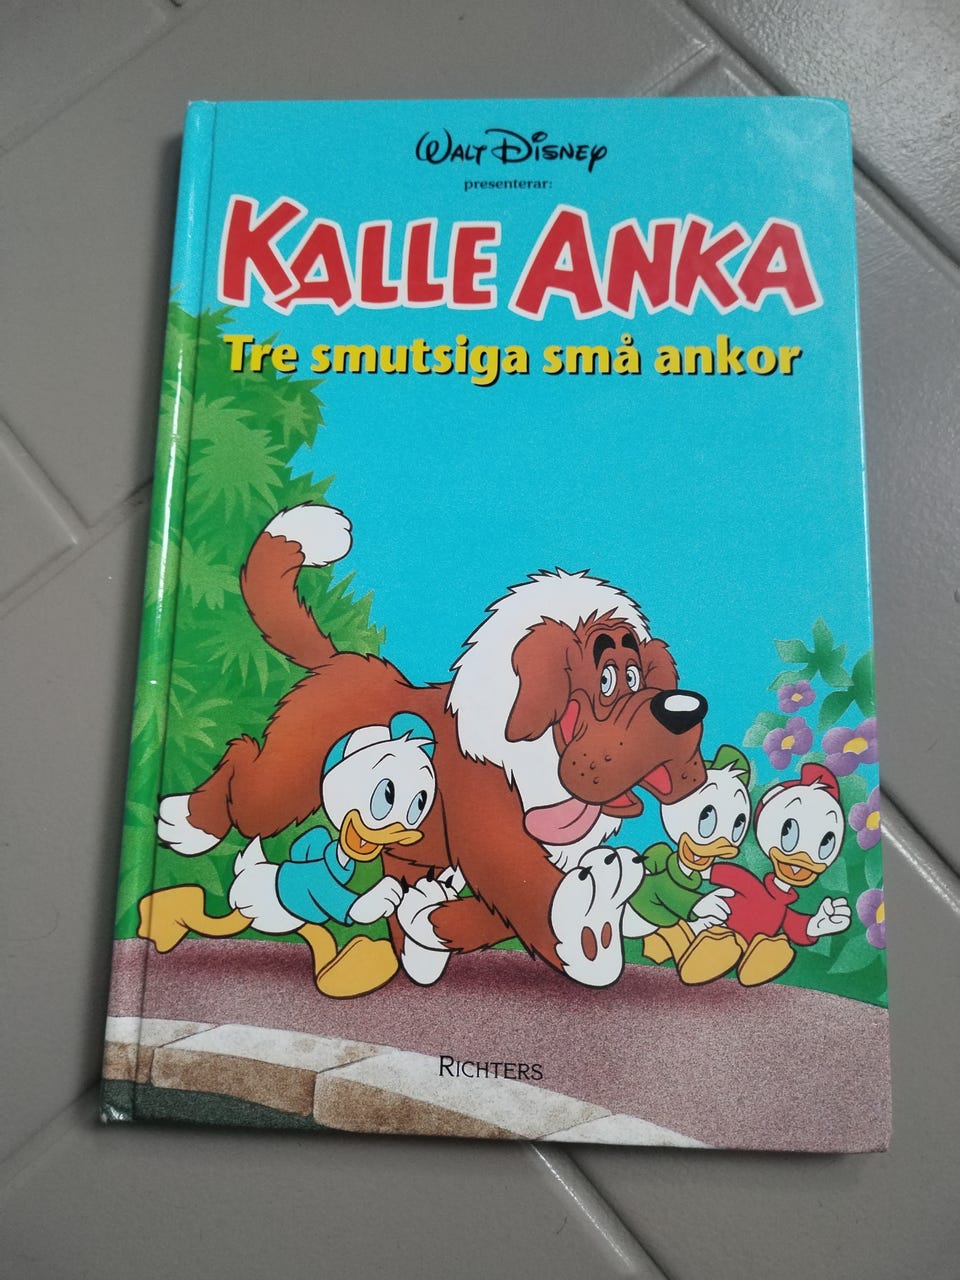 WALT DISNEY
presenterar:
KALLE ANKA
Tre smutsiga små ankor
RICHTERS